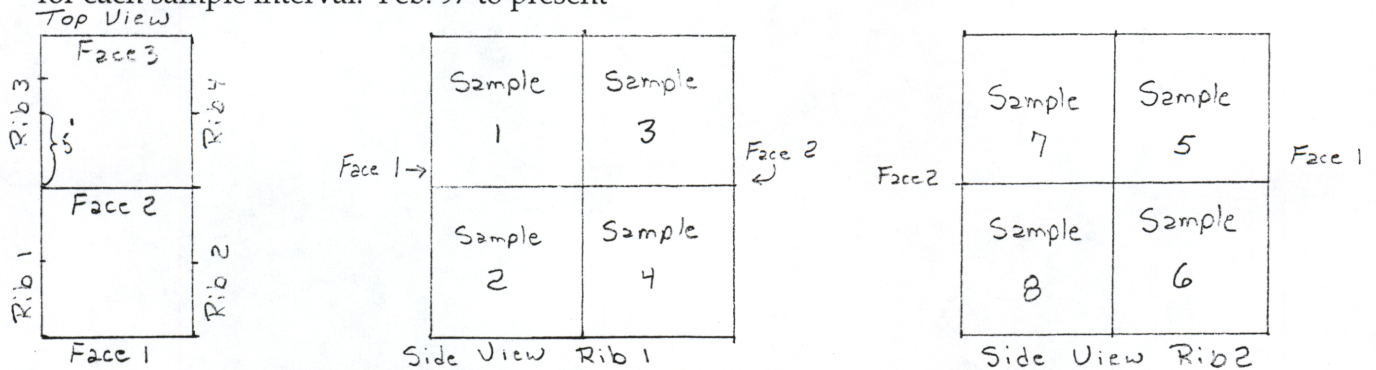 for each sample interval. Feb. 97 to present
Top View
Face 3
Rib 3
Rib 4
5'
Face 2
Rib 1
Rib 2
Face 1
Sample 1
Sample 3
Face 1→
Face 2
Sample 2
Sample 4
Side View Rib 1
Sample 7
Sample 5
Face 2
Face 1
Sample 8
Sample 6
Side View Rib 2